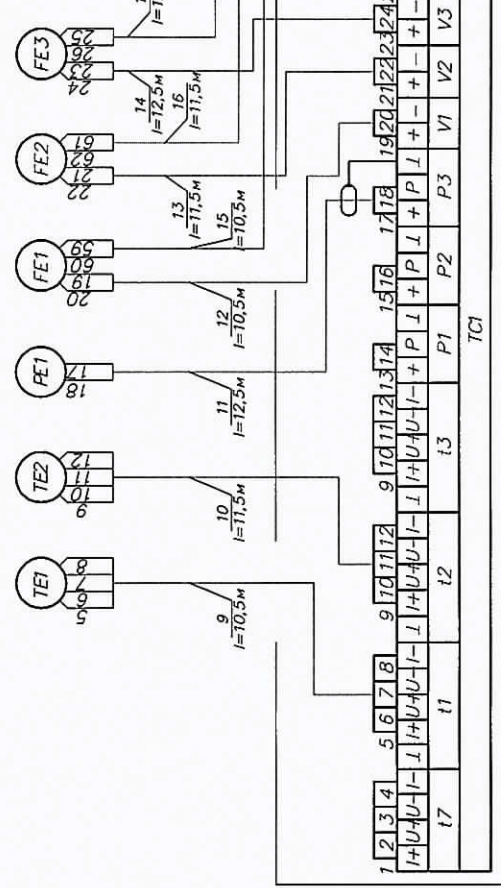 TE1 TE2 PE1 FE1 FE2 FE3
5 6 7 8
9 10 11 12
18 17
20 19 60 59
22 21 62 61
24 23 26 25
9
l=10,5м
10
l=11,5м
11
l=12,5м
12
l=10,5м
15
l=10,5м
13
l=11,5м
16
l=11,5м
14
l=12,5м
1 2 3 4 5 6 7 8 9 10 11 12 9 10 11 12 13 14 15 16 17 18 19 20 21 22 23 24
I+ U+ U- I- ⊥ I+ U+ U- I- ⊥ I+ U+ U- I- ⊥ I+ U+ U- I- + P ⊥ + P ⊥ + P ⊥ + - + - + -
t7 t1 t2 t3 P1 P2 P3 V1 V2 V3
TC1